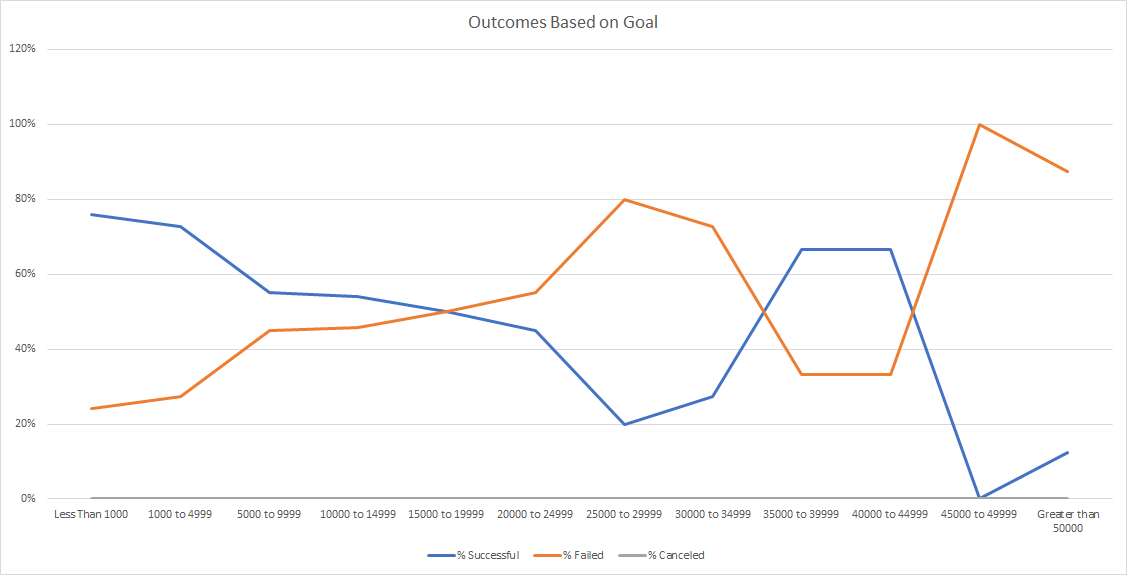 Outcomes Based on Goal
120%
100%
80%
60%
40%
20%
0%
Less Than 1000 1000 to 4999 5000 to 9999 10000 to 14999 15000 to 19999 20000 to 24999 25000 to 29999 30000 to 34999 35000 to 39999 40000 to 44999 45000 to 49999 Greater than
50000
% Successful % Failed % Canceled